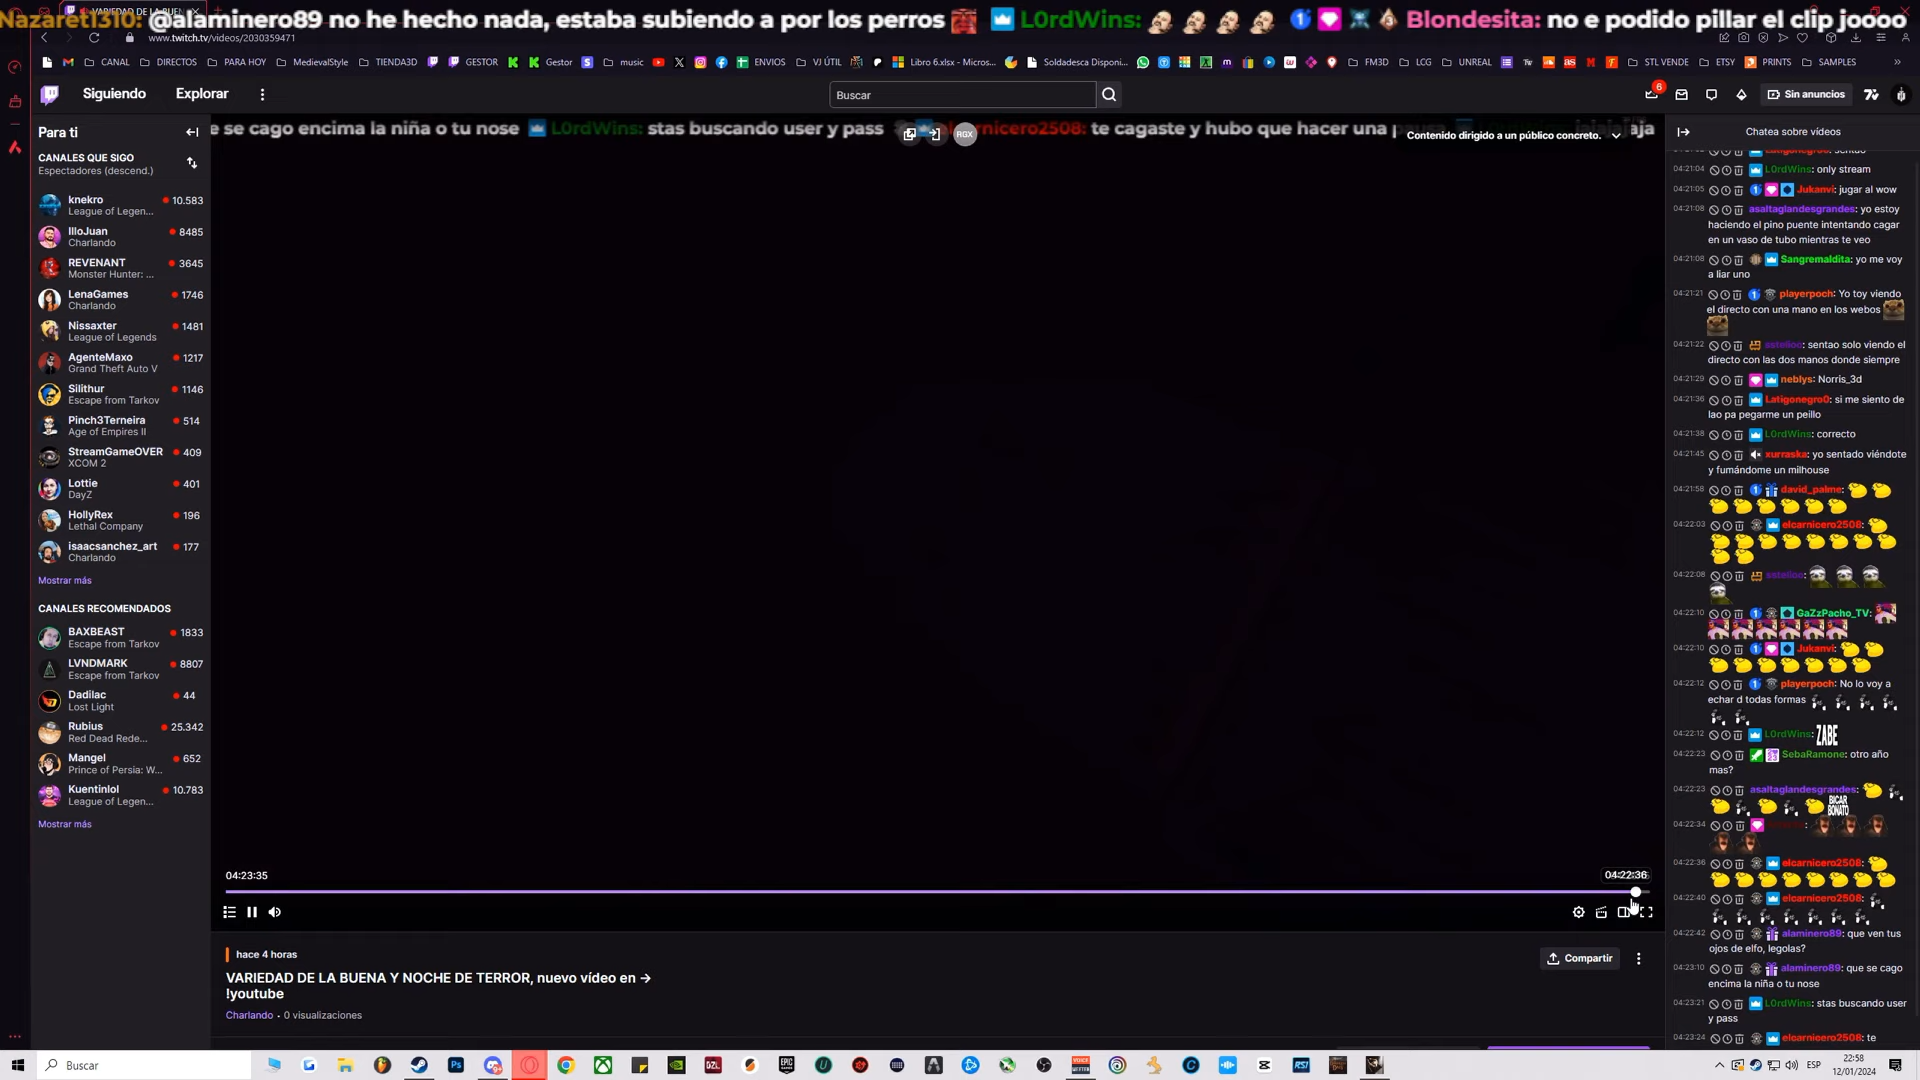 Nazaret1310: @alaminero89 no he hecho nada, estaba subiendo a por los perros L0rdWins: Blondesita: no e podido pillar el clip joooo
www.twitch.tv/videos/2030359471
CANAL DIRECTOS PARA HOY MedievalStyle TIENDA3D GESTOR Gestor music ENVIOS VJ ÚTIL Libro 6.xlsx - Micros... Soldadesca Disponi... FM3D LCG UNREAL STL VENDE ETSY PRINTS SAMPLES
Siguiendo Explorar Buscar 6 Sin anuncios
Para ti
CANALES QUE SIGO
Espectadores (descend.)
knekro 10.583
League of Legen...
IlloJuan 8485
Charlando
REVENANT 3645
Monster Hunter: ...
LenaGames 1746
Charlando
Nissaxter 1481
League of Legends
AgenteMaxo 1217
Grand Theft Auto V
Silithur 1146
Escape from Tarkov
Pinch3Terneira 514
Age of Empires II
StreamGameOVER 409
XCOM 2
Lottie 401
DayZ
HollyRex 196
Lethal Company
isaacsanchez_art 177
Charlando
Mostrar más
CANALES RECOMENDADOS
BAXBEAST 1833
Escape from Tarkov
LVNDMARK 8807
Escape from Tarkov
Dadilac 44
Lost Light
Rubius 25.342
Red Dead Rede...
Mangel 652
Prince of Persia: W...
Kuentinlol 10.783
League of Legen...
Mostrar más
e se cago encima la niña o tu nose L0rdWins: stas buscando user y pass RGX te cagaste y hubo que hacer una
Contenido dirigido a un público concreto.
04:23:35
04:22:36
hace 4 horas
Compartir
VARIEDAD DE LA BUENA Y NOCHE DE TERROR, nuevo vídeo en →
!youtube
Charlando • 0 visualizaciones
Chatea sobre vídeos
04:21:04 L0rdWins: only stream
04:21:05 Jukanvi: jugar al wow
04:21:08 asaltaglandesgrandes: yo estoy
haciendo el pino puente intentando cagar
en un vaso de tubo mientras te veo
04:21:08 Sangremaldita: yo me voy
a liar uno
04:21:21 playerpoch: Yo toy viendo
el directo con una mano en los webos
04:21:22 sstelioo: sentao solo viendo el
directo con las dos manos donde siempre
04:21:29 neblys: Norris_3d
04:21:36 Latigonegro0: si me siento de
lao pa pegarme un peillo
04:21:38 L0rdWins: correcto
04:21:45 xurraska: yo sentado viéndote
y fumándome un milhouse
04:21:58 david_palme:
04:22:03 elcarnicero2508:
04:22:08 sstelioo:
04:22:10 GaZzPacho_TV:
04:22:10 Jukanvi:
04:22:12 playerpoch: No lo voy a
echar d todas formas
04:22:12 L0rdWins: ZABE
04:22:23 SebaRamone: otro año
mas?
04:22:23 asaltaglandesgrandes:
BICAR
BONATO
04:22:34
04:22:36 elcarnicero2508:
04:22:40 elcarnicero2508:
04:22:42 alaminero89: que ven tus
ojos de elfo, legolas?
04:23:10 alaminero89: que se cago
encima la niña o tu nose
04:23:21 L0rdWins: stas buscando user
y pass
04:23:24 elcarnicero2508: te
Buscar
ESP
22:58
12/01/2024